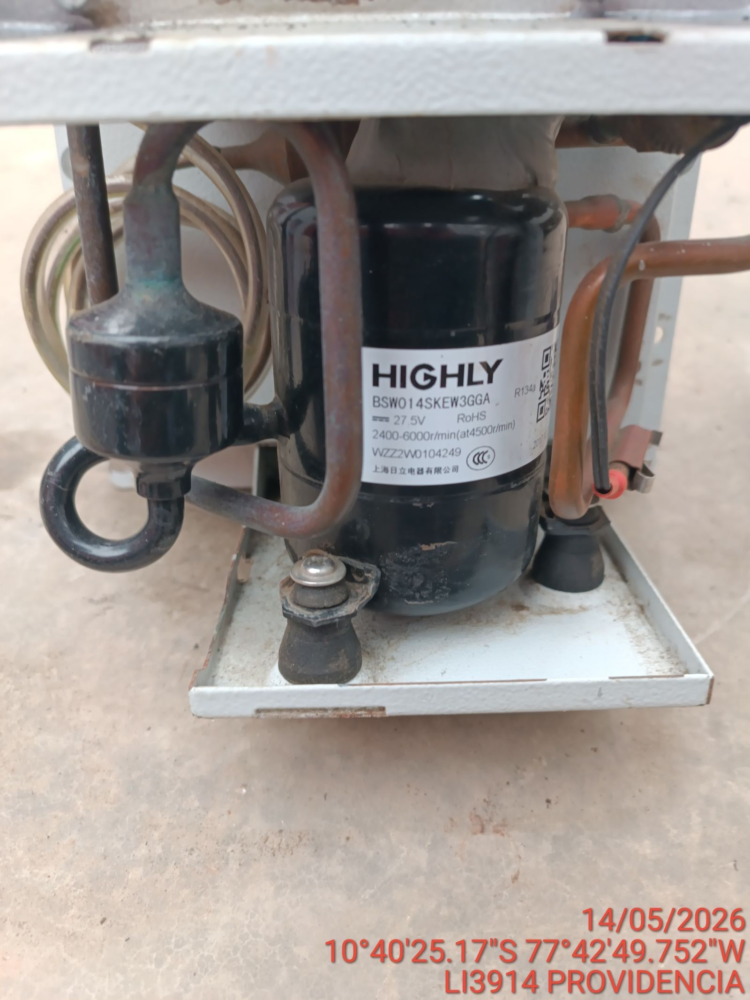 HIGHLY
BSW014SKEW3GGA
R134a
⎓ 27.5V RoHS
2400-6000r/min(at4500r/min)
WZZ2W0104249
CCC S
上海日立电器有限公司
14/05/2026
10°40'25.17"S 77°42'49.752"W
LI3914 PROVIDENCIA